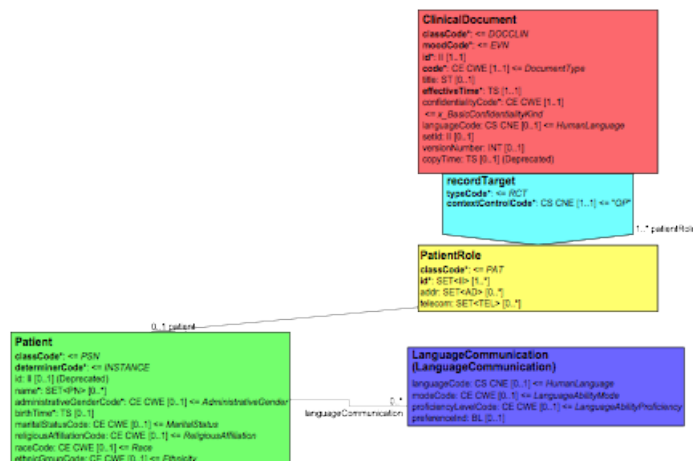 ClinicalDocument
classCode*: <= DOCCLIN
moodCode*: <= EVN
id*: II [1..1]
code*: CE CWE [1..1] <= DocumentType
title: ST [0..1]
effectiveTime*: TS [1..1]
confidentialityCode*: CE CWE [1..1]
<= x_BasicConfidentialityKind
languageCode: CS CNE [0..1] <= HumanLanguage
setId: II [0..1]
versionNumber: INT [0..1]
copyTime: TS [0..1] (Deprecated)
recordTarget
typeCode*: <= RCT
contextControlCode*: CS CNE [1..1] <= "OP"
1..* patientRole
PatientRole
classCode*: <= PAT
id*: SET<II> [1..*]
addr: SET<AD> [0..*]
telecom: SET<TEL> [0..*]
0..1 patient
Patient
classCode*: <= PSN
determinerCode*: <= INSTANCE
id: II [0..1] (Deprecated)
name*: SET<PN> [0..*]
administrativeGenderCode*: CE CWE [0..1] <= AdministrativeGender
birthTime*: TS [0..1]
maritalStatusCode: CE CWE [0..1] <= MaritalStatus
religiousAffiliationCode: CE CWE [0..1] <= ReligiousAffiliation
raceCode: CE CWE [0..1] <= Race
ethnicGroupCode: CE CWE [0..1] <= Ethnicity
0..*
languageCommunication
LanguageCommunication
(LanguageCommunication)
languageCode: CS CNE [0..1] <= HumanLanguage
modeCode: CE CWE [0..1] <= LanguageAbilityMode
proficiencyLevelCode: CE CWE [0..1] <= LanguageAbilityProficiency
preferenceInd: BL [0..1]